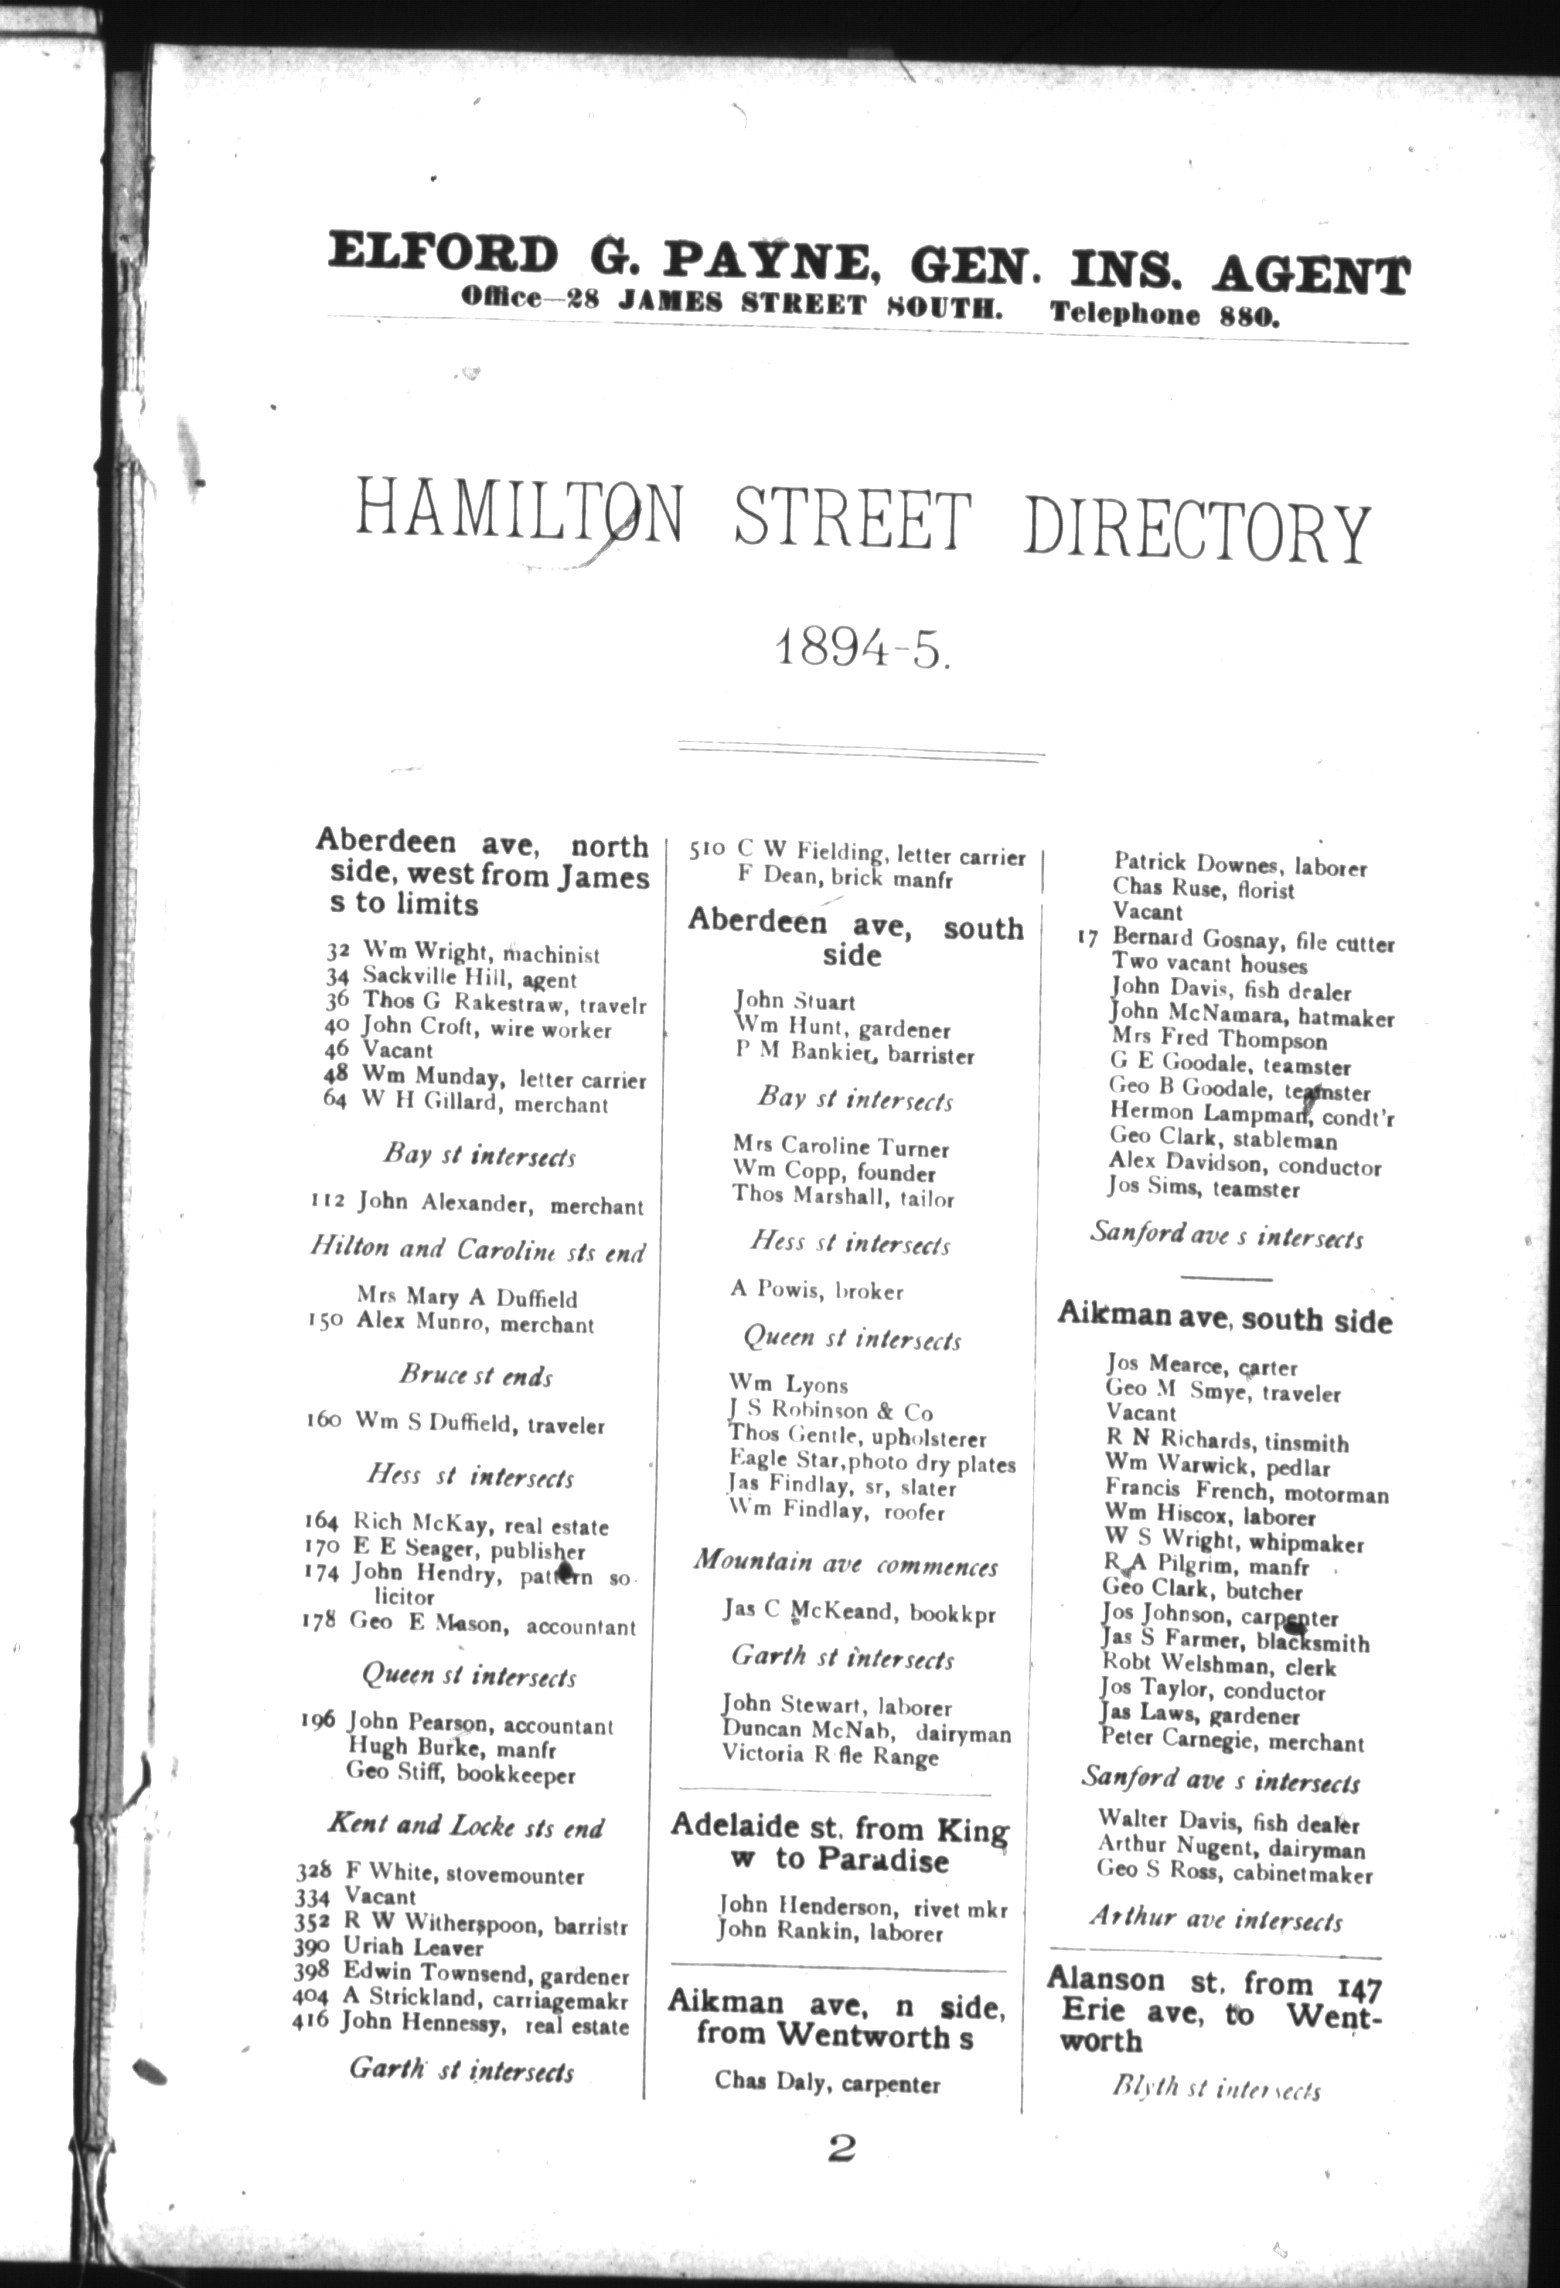 ELFORD G. PAYNE, GEN. INS. AGENT
Office—28 JAMES STREET SOUTH. Telephone 880.
HAMILTON STREET DIRECTORY
1894-5.
Aberdeen ave, north
side, west from James
s to limits
32 Wm Wright, machinist
34 Sackville Hill, agent
36 Thos G Rakestraw, travelr
40 John Croft, wire worker
46 Vacant
48 Wm Munday, letter carrier
64 W H Gillard, merchant
Bay st intersects
112 John Alexander, merchant
Hilton and Caroline sts end
Mrs Mary A Duffield
150 Alex Munro, merchant
Bruce st ends
160 Wm S Duffield, traveler
Hess st intersects
164 Rich McKay, real estate
170 E E Seager, publisher
174 John Hendry, pattern so-
licitor
178 Geo E Mason, accountant
Queen st intersects
196 John Pearson, accountant
Hugh Burke, manfr
Geo Stiff, bookkeeper
Kent and Locke sts end
328 F White, stovemounter
334 Vacant
352 R W Witherspoon, barristr
390 Uriah Leaver
398 Edwin Townsend, gardener
404 A Strickland, carriagemakr
416 John Hennessy, real estate
Garth st intersects
510 C W Fielding, letter carrier
F Dean, brick manfr
Aberdeen ave, south
side
John Stuart
Wm Hunt, gardener
P M Bankier, barrister
Bay st intersects
Mrs Caroline Turner
Wm Copp, founder
Thos Marshall, tailor
Hess st intersects
A Powis, broker
Queen st intersects
Wm Lyons
J S Robinson & Co
Thos Gentle, upholsterer
Eagle Star, photo dry plates
Jas Findlay, sr, slater
Wm Findlay, roofer
Mountain ave commences
Jas C McKeand, bookkpr
Garth st intersects
John Stewart, laborer
Duncan McNab, dairyman
Victoria R fle Range
Adelaide st. from King
w to Paradise
John Henderson, rivet mkr
John Rankin, laborer
Aikman ave, n side,
from Wentworth s
Chas Daly, carpenter
Patrick Downes, laborer
Chas Ruse, florist
Vacant
17 Bernard Gosnay, file cutter
Two vacant houses
John Davis, fish dealer
John McNamara, hatmaker
Mrs Fred Thompson
G E Goodale, teamster
Geo B Goodale, teamster
Hermon Lampman, condt'r
Geo Clark, stableman
Alex Davidson, conductor
Jos Sims, teamster
Sanford ave s intersects
Aikman ave, south side
Jos Mearce, carter
Geo M Smye, traveler
Vacant
R N Richards, tinsmith
Wm Warwick, pedlar
Francis French, motorman
Wm Hiscox, laborer
W S Wright, whipmaker
R A Pilgrim, manfr
Geo Clark, butcher
Jos Johnson, carpenter
Jas S Farmer, blacksmith
Robt Welshman, clerk
Jos Taylor, conductor
Jas Laws, gardener
Peter Carnegie, merchant
Sanford ave s intersects
Walter Davis, fish dealer
Arthur Nugent, dairyman
Geo S Ross, cabinetmaker
Arthur ave intersects
Alanson st, from 147
Erie ave, to Went-
worth
Blyth st intersects
2